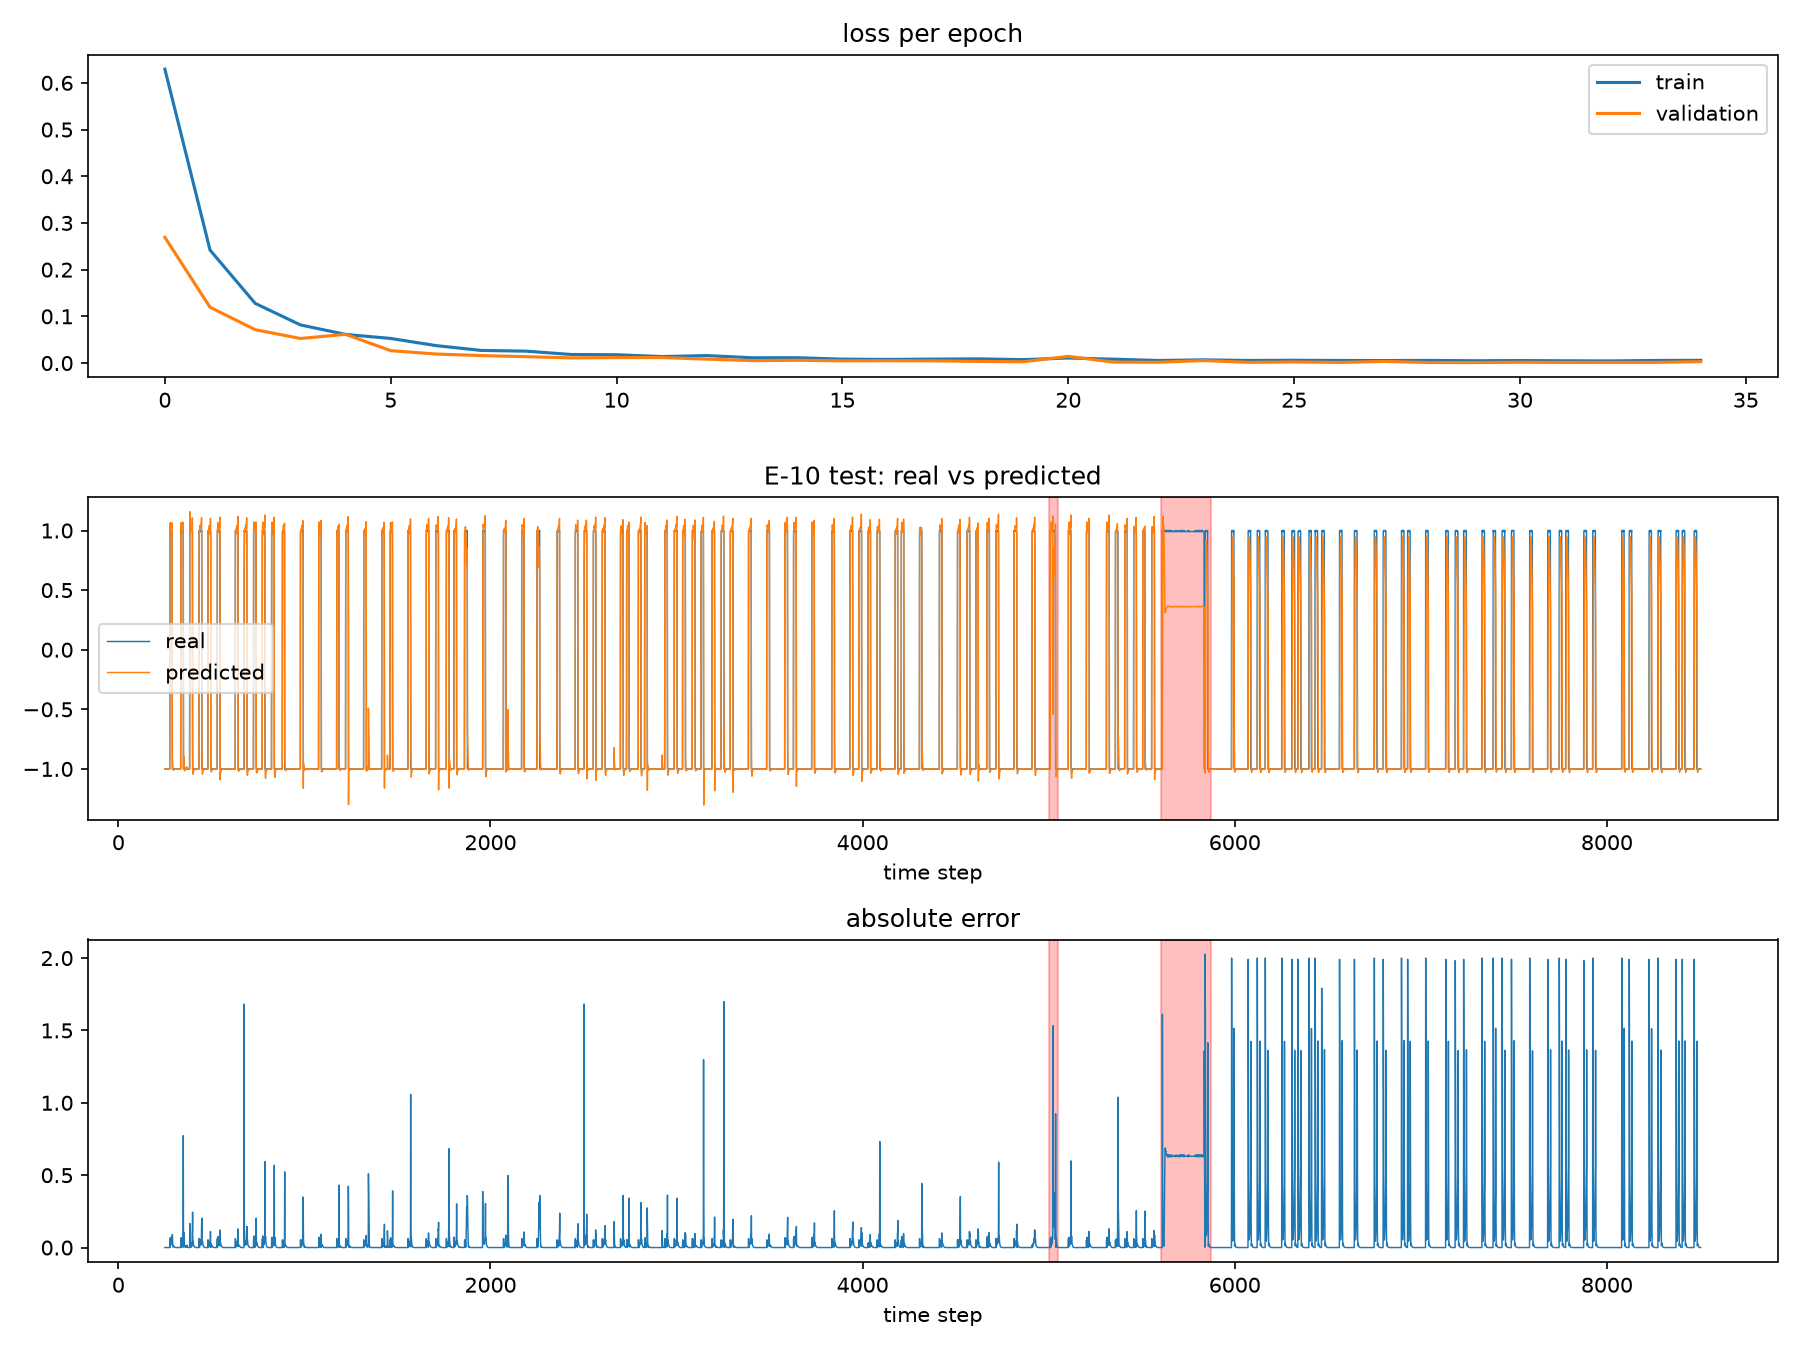 loss per epoch
0.6
0.5
0.4
0.3
0.2
0.1
0.0
train
validation
0 5 10 15 20 25 30 35
E-10 test: real vs predicted
1.0
0.5
0.0
−0.5
−1.0
real
predicted
0 2000 4000 6000 8000
time step
absolute error
2.0
1.5
1.0
0.5
0.0
0 2000 4000 6000 8000
time step